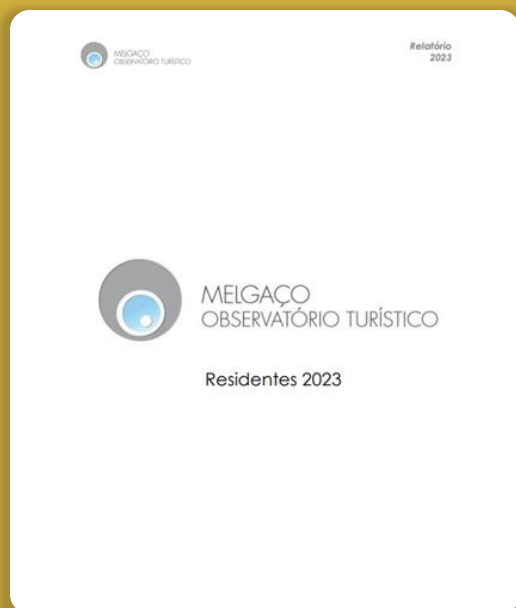 MELGAÇO
OBSERVATÓRIO TURÍSTICO
Relatório
2023
MELGAÇO
OBSERVATÓRIO TURÍSTICO
Residentes 2023